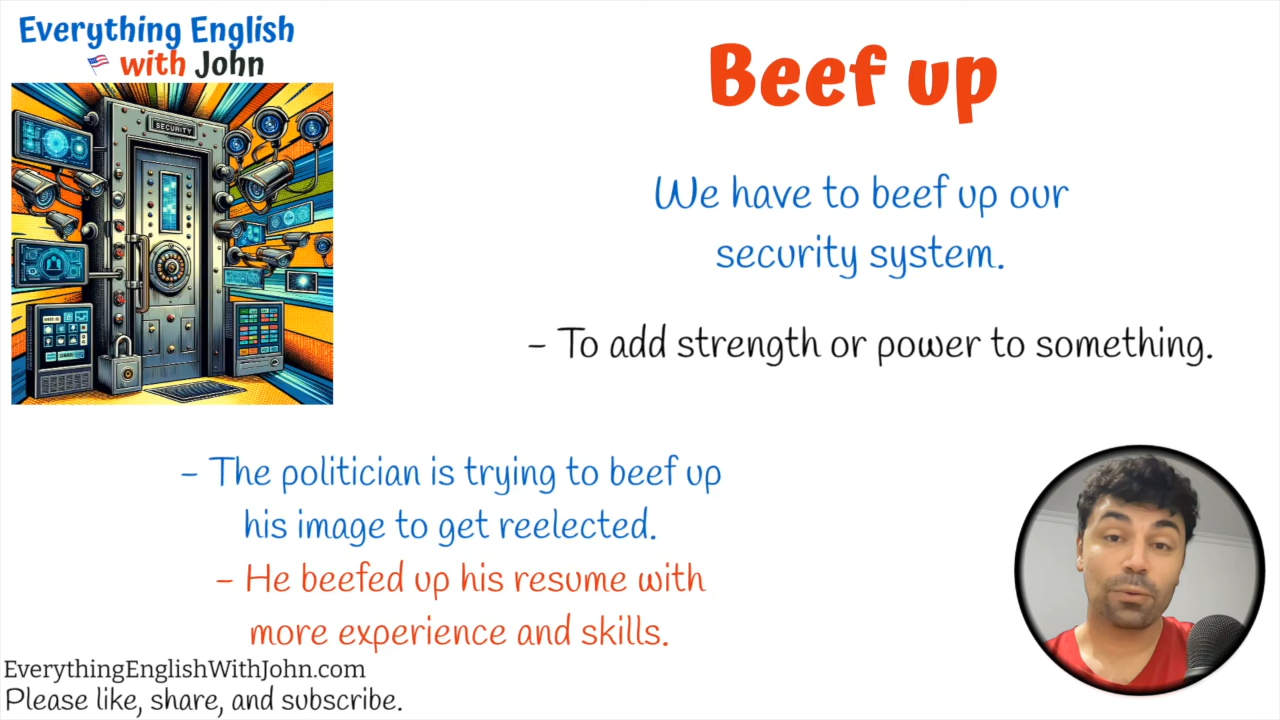 Everything English
with John
SECURITY
Beef up
We have to beef up our
security system.
- To add strength or power to something.
- The politician is trying to beef up
his image to get reelected.
- He beefed up his resume with
more experience and skills.
EverythingEnglishWithJohn.com
Please like, share, and subscribe.